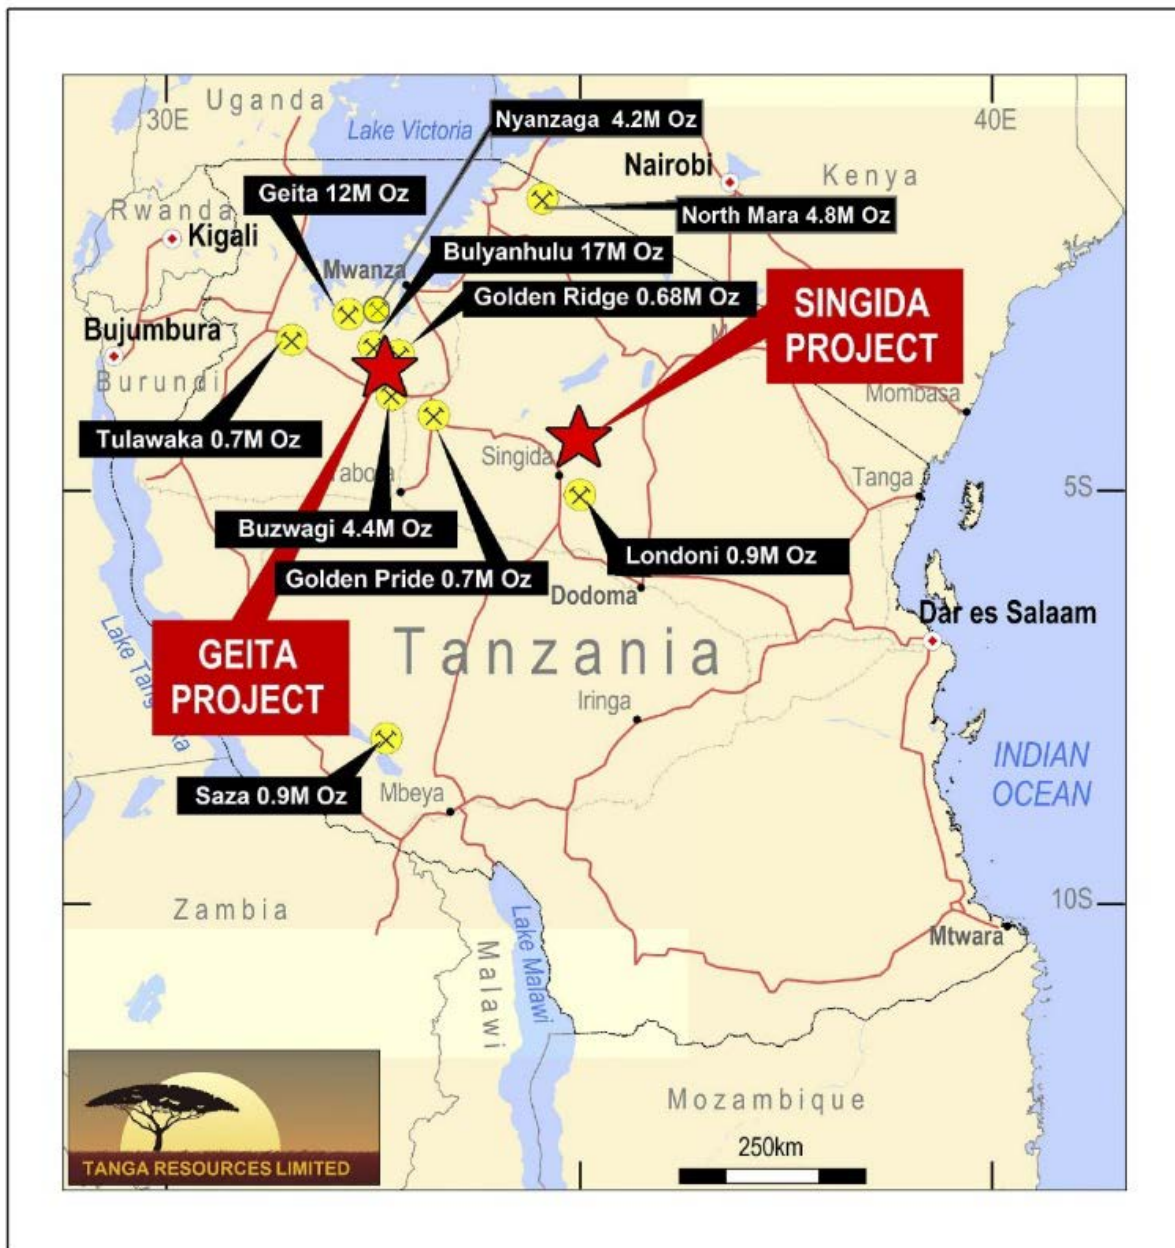 Uganda
30E
Lake Victoria
Nyanzaga 4.2M Oz
40E
Nairobi
Kenya
Geita 12M Oz
Rwanda
Kigali
North Mara 4.8M Oz
Bulyanhulu 17M Oz
Mwanza
Golden Ridge 0.68M Oz
SINGIDA
PROJECT
Bujumbura
Burundi
Mombasa
Tulawaka 0.7M Oz
Singida
Tanga
5S
Buzwagi 4.4M Oz
Londoni 0.9M Oz
Golden Pride 0.7M Oz
Dodoma
Dar es Salaam
GEITA
PROJECT
Tanzania
Lake
Iringa
INDIAN
OCEAN
Saza 0.9M Oz
Mbeya
Zambia
10S
Mtwara
Malawi
Lake Malawi
Mozambique
250km
TANGA RESOURCES LIMITED